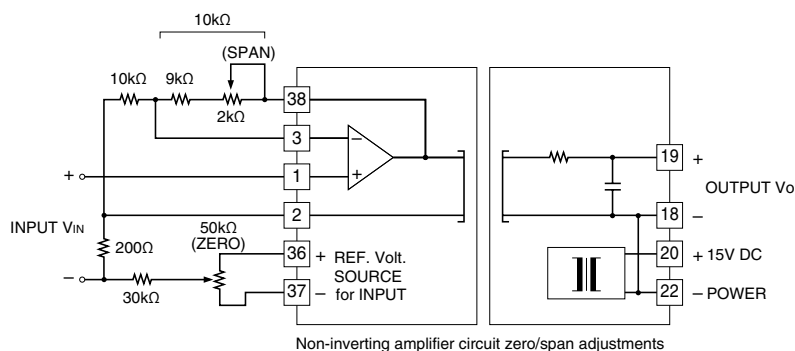 10kΩ
(SPAN)
10kΩ
9kΩ
2kΩ
38
3
1
2
36
37
−
+
+
INPUT VIN
−
200Ω
30kΩ
50kΩ
(ZERO)
+ REF. Volt.
SOURCE
− for INPUT
19 +
OUTPUT Vo
18 −
20 + 15V DC
22 − POWER
Non-inverting amplifier circuit zero/span adjustments